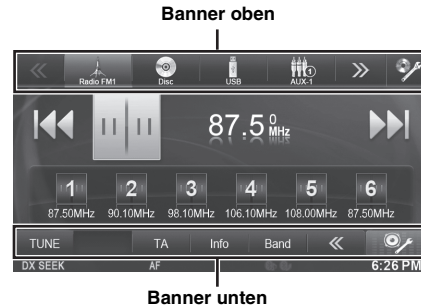 Banner oben
Radio FM1 Disc USB AUX-1
87.50 MHz
1 2 3 4 5 6
87.50MHz 90.10MHz 98.10MHz 106.10MHz 108.00MHz 87.50MHz
TUNE TA Info Band
DX SEEK AF 6:26 PM
Banner unten